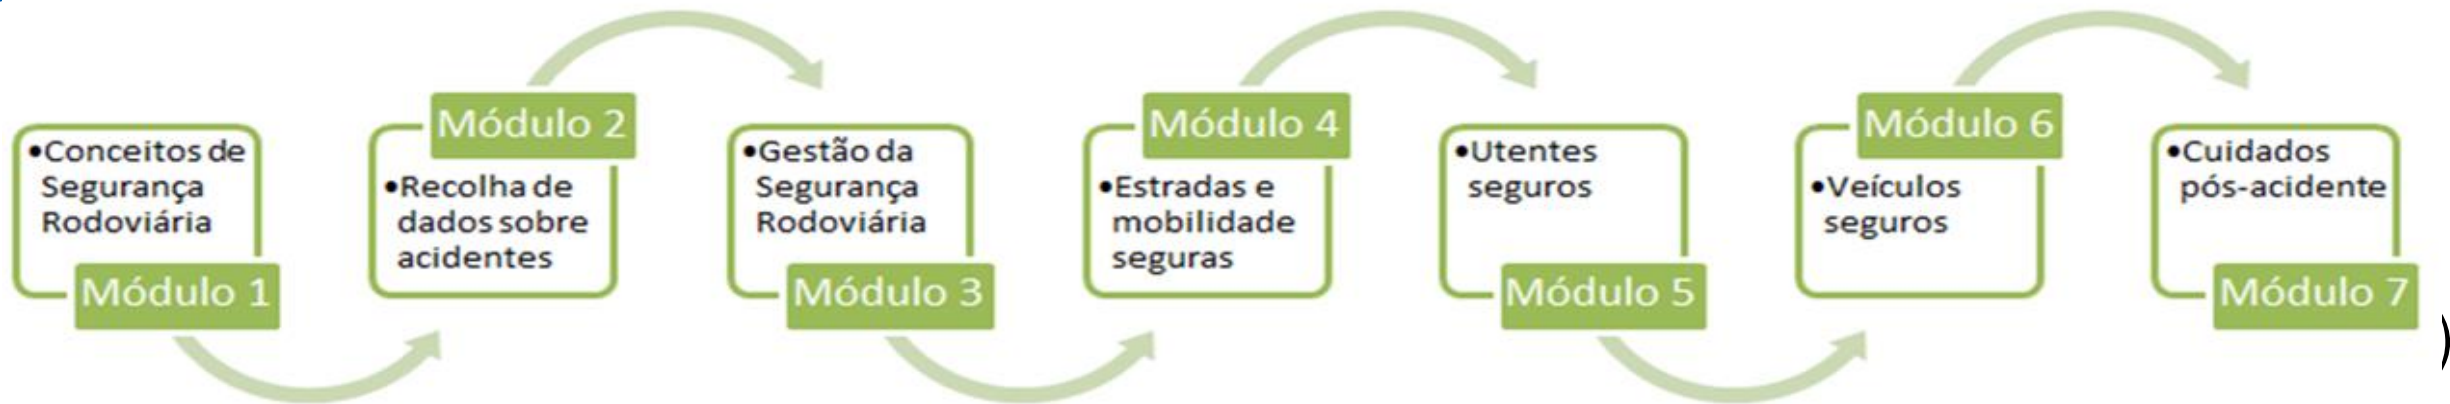 •Conceitos de
Segurança
Rodoviária
Módulo 1
Módulo 2
•Recolha de
dados sobre
acidentes
•Gestão da
Segurança
Rodoviária
Módulo 3
Módulo 4
•Estradas e
mobilidade
seguras
•Utentes
seguros
Módulo 5
Módulo 6
•Veículos
seguros
•Cuidados
pós-acidente
Módulo 7
)